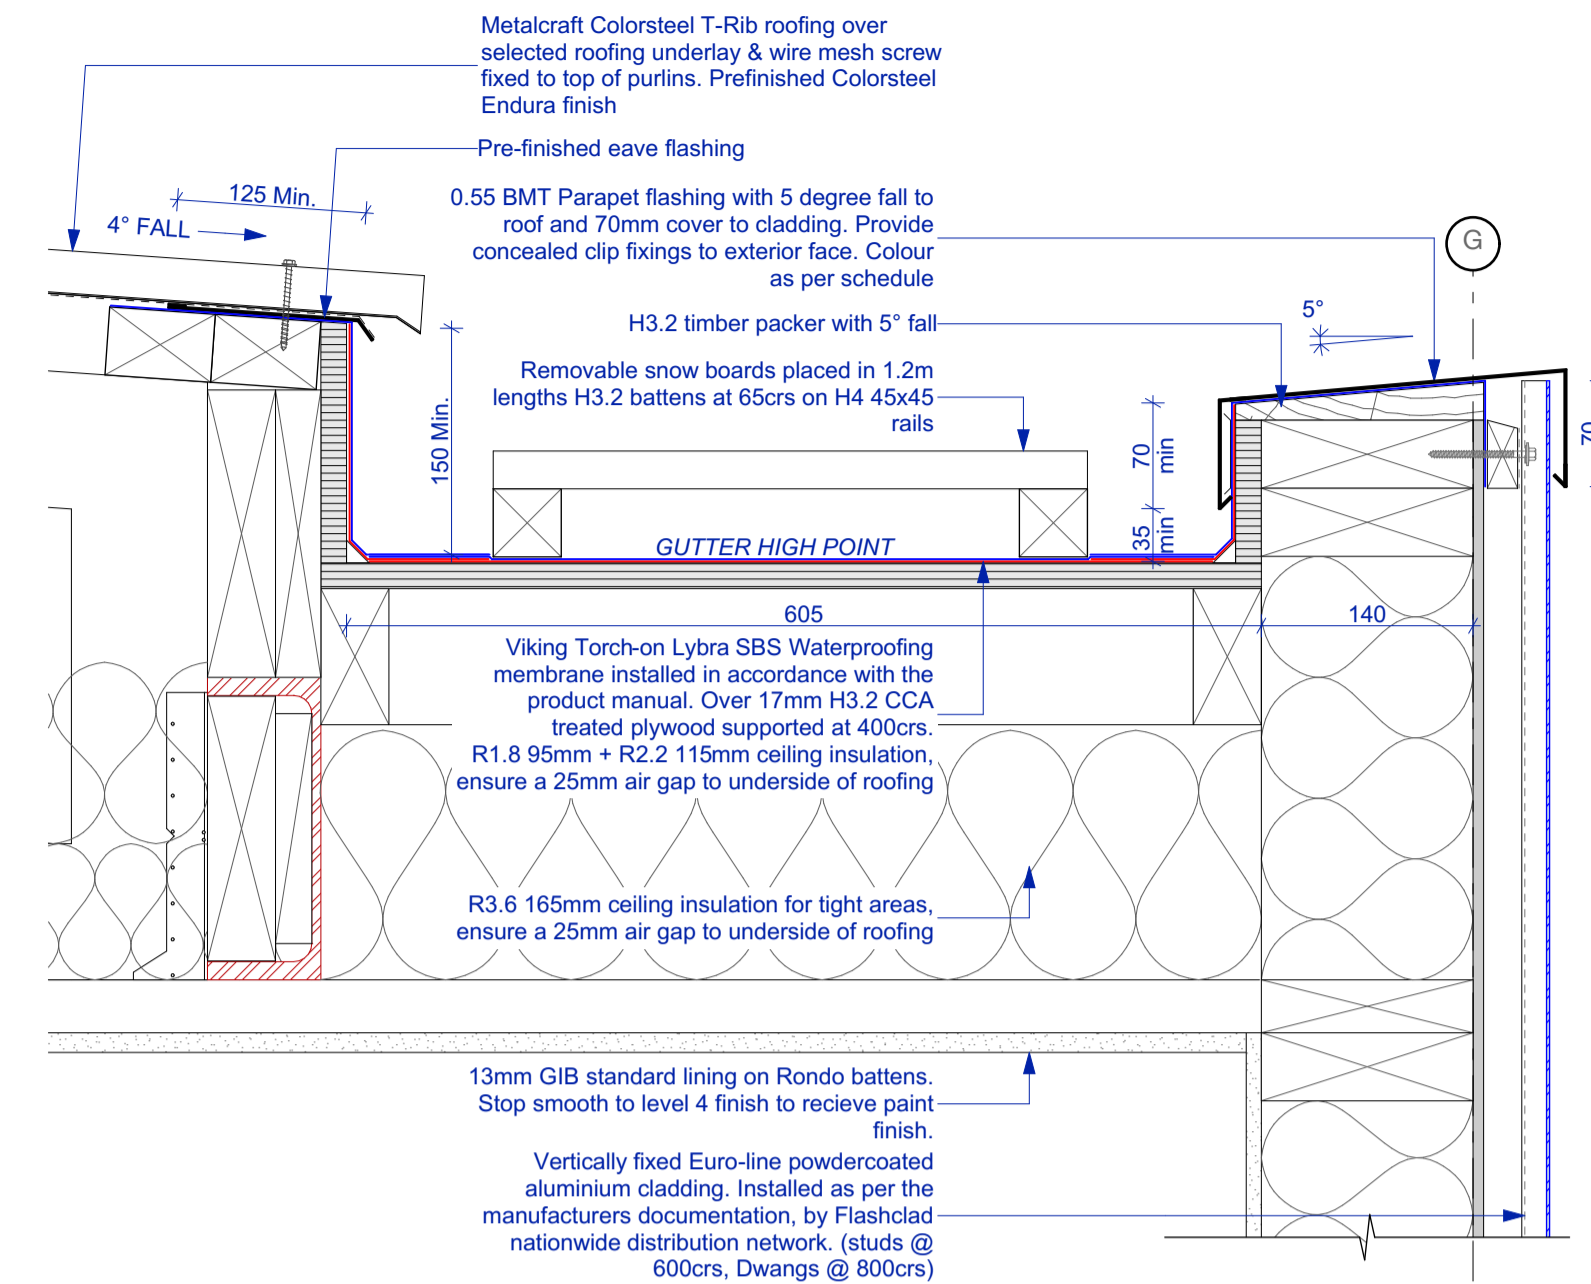 Metalcraft Colorsteel T-Rib roofing over
selected roofing underlay & wire mesh screw
fixed to top of purlins. Prefinished Colorsteel
Endura finish
Pre-finished eave flashing
125 Min.
4° FALL
0.55 BMT Parapet flashing with 5 degree fall to
roof and 70mm cover to cladding. Provide
concealed clip fixings to exterior face. Colour
as per schedule
G
H3.2 timber packer with 5° fall
5°
Removable snow boards placed in 1.2m
lengths H3.2 battens at 65crs on H4 45x45
rails
150 Min.
70
min
70
35
min
GUTTER HIGH POINT
605
140
Viking Torch-on Lybra SBS Waterproofing
membrane installed in accordance with the
product manual. Over 17mm H3.2 CCA
treated plywood supported at 400crs.
R1.8 95mm + R2.2 115mm ceiling insulation,
ensure a 25mm air gap to underside of roofing
R3.6 165mm ceiling insulation for tight areas,
ensure a 25mm air gap to underside of roofing
13mm GIB standard lining on Rondo battens.
Stop smooth to level 4 finish to recieve paint
finish.
Vertically fixed Euro-line powdercoated
aluminium cladding. Installed as per the
manufacturers documentation, by Flashclad
nationwide distribution network. (studs @
600crs, Dwangs @ 800crs)